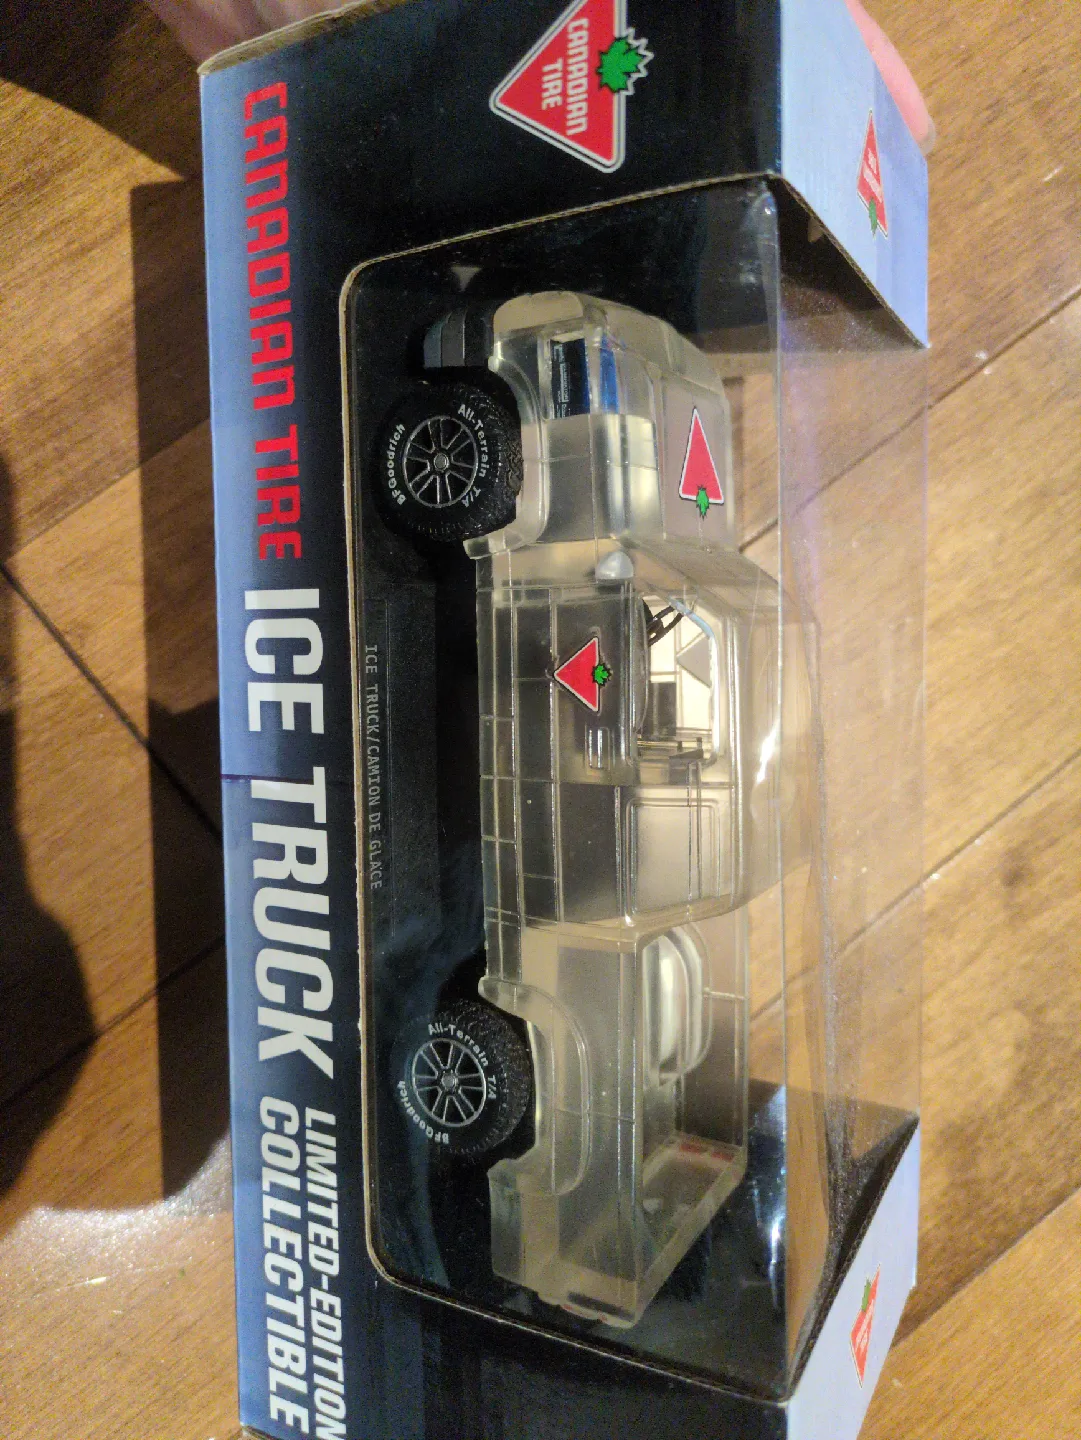 CANADIAN
TIRE
ICE TRUCK/CAMION DE GLACE
All-Terrain T/A
BFGoodrich
All-Terrain T/A
BFGoodrich
CANADIAN TIRE ICE TRUCK LIMITED-EDITION
COLLECTIBLE